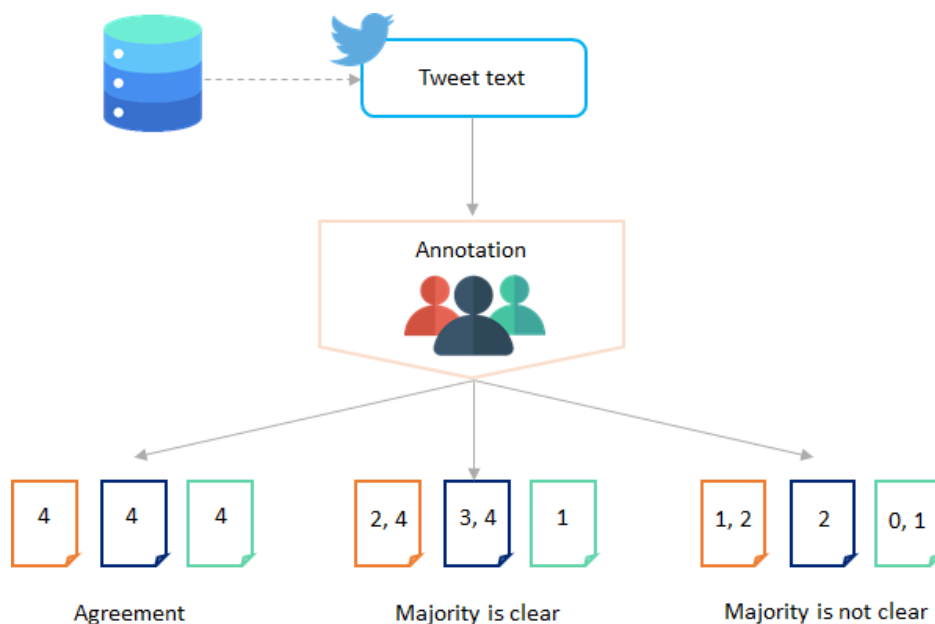 Tweet text
Annotation
4 4 4
2, 4 3, 4 1
1, 2 2 0, 1
Agreement
Majority is clear
Majority is not clear